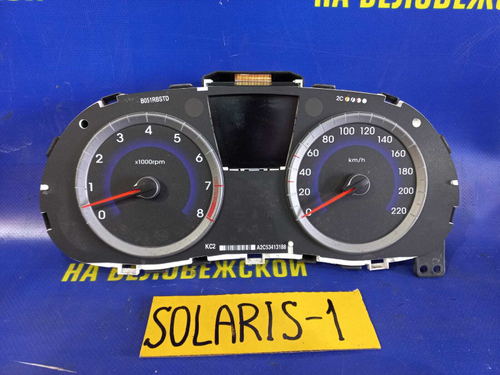 НА БЕЛОВЕЖСКОЙ
B051RBSTD
2C
x1000rpm
0 1 2 3 4 5 6 7 8
km/h
0 20 40 60 80 100 120 140 160 180 200 220
KC2
A2C53413188
НА БЕЛОВЕЖСКОЙ
SOLARIS-1